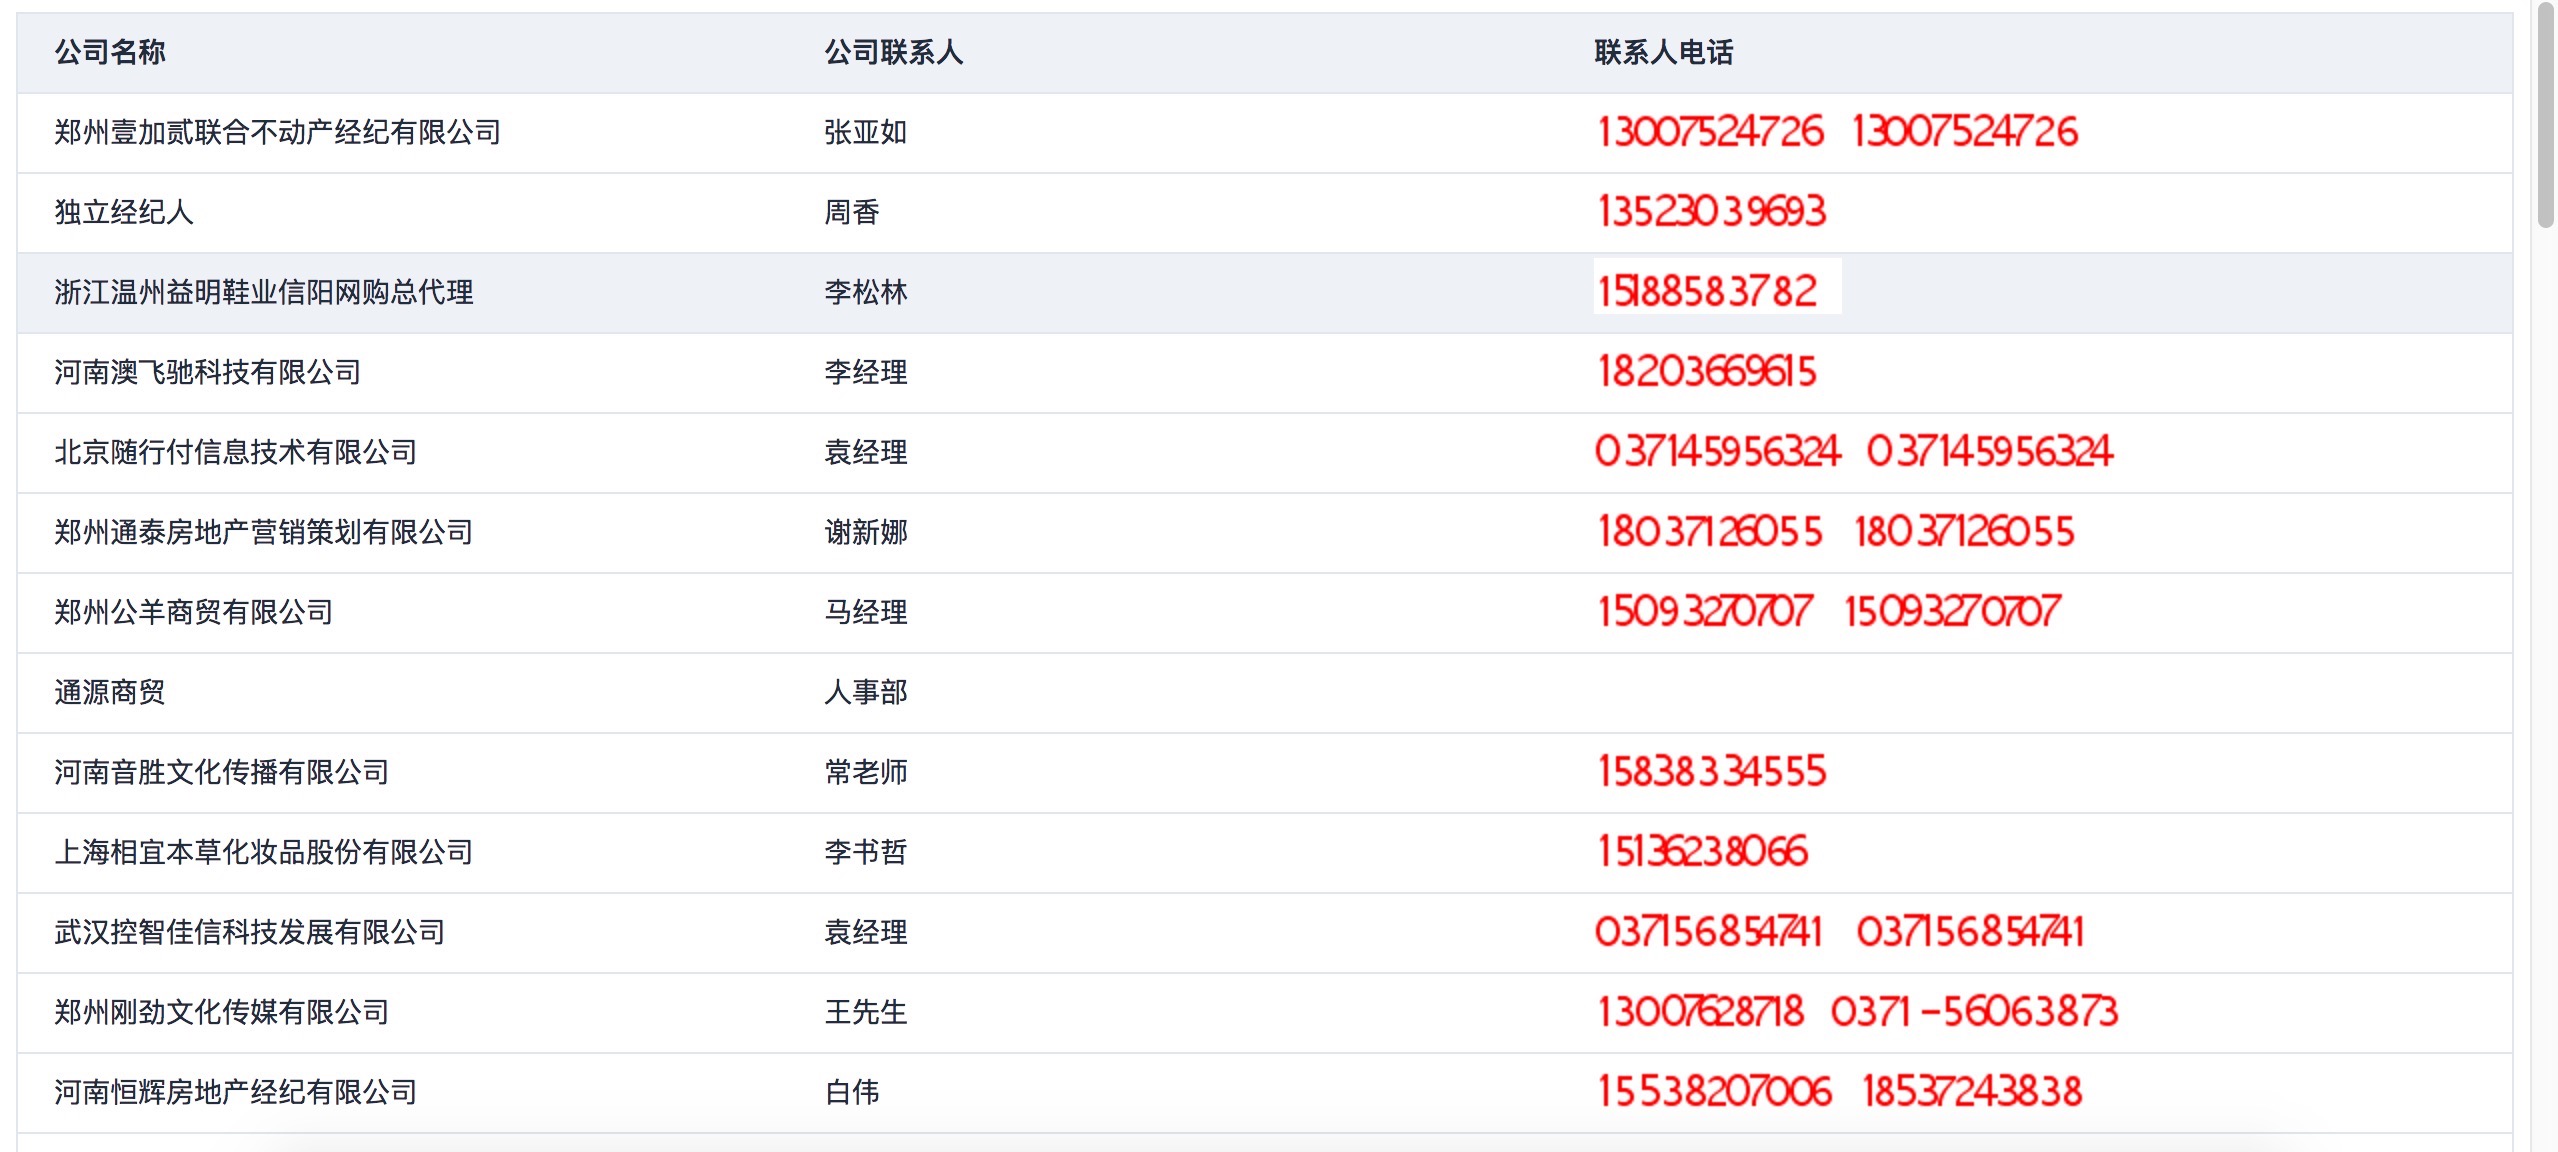 公司名称 公司联系人 联系人电话
郑州壹加贰联合不动产经纪有限公司 张亚如 13007524726 13007524726
独立经纪人 周香 13523039693
浙江温州益明鞋业信阳网购总代理 李松林 15188583782
河南澳飞驰科技有限公司 李经理 18203669615
北京随行付信息技术有限公司 袁经理 037145956324 037145956324
郑州通泰房地产营销策划有限公司 谢新娜 18037126055 18037126055
郑州公羊商贸有限公司 马经理 15093270707 15093270707
通源商贸 人事部
河南音胜文化传播有限公司 常老师 15838334555
上海相宜本草化妆品股份有限公司 李书哲 15136238066
武汉控智佳信科技发展有限公司 袁经理 037156854741 037156854741
郑州刚劲文化传媒有限公司 王先生 13007628718 0371-56063873
河南恒辉房地产经纪有限公司 白伟 15538207006 18537243838